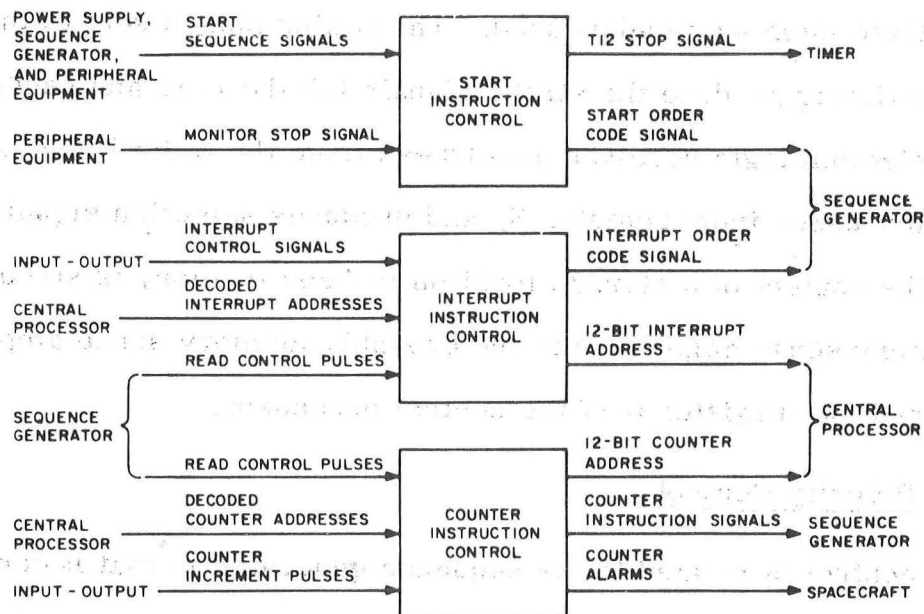 POWER SUPPLY,
SEQUENCE
GENERATOR,
AND PERIPHERAL
EQUIPMENT
START
SEQUENCE SIGNALS
PERIPHERAL
EQUIPMENT
MONITOR STOP SIGNAL
START
INSTRUCTION
CONTROL
T12 STOP SIGNAL
TIMER
START ORDER
CODE SIGNAL
SEQUENCE
GENERATOR
INPUT - OUTPUT
INTERRUPT
CONTROL SIGNALS
CENTRAL
PROCESSOR
DECODED
INTERRUPT ADDRESSES
READ CONTROL PULSES
INTERRUPT
INSTRUCTION
CONTROL
INTERRUPT ORDER
CODE SIGNAL
12-BIT INTERRUPT
ADDRESS
SEQUENCE
GENERATOR
CENTRAL
PROCESSOR
READ CONTROL PULSES
CENTRAL
PROCESSOR
DECODED
COUNTER ADDRESSES
INPUT - OUTPUT
COUNTER
INCREMENT PULSES
COUNTER
INSTRUCTION
CONTROL
12-BIT COUNTER
ADDRESS
COUNTER
INSTRUCTION SIGNALS
SEQUENCE
GENERATOR
COUNTER
ALARMS
SPACECRAFT